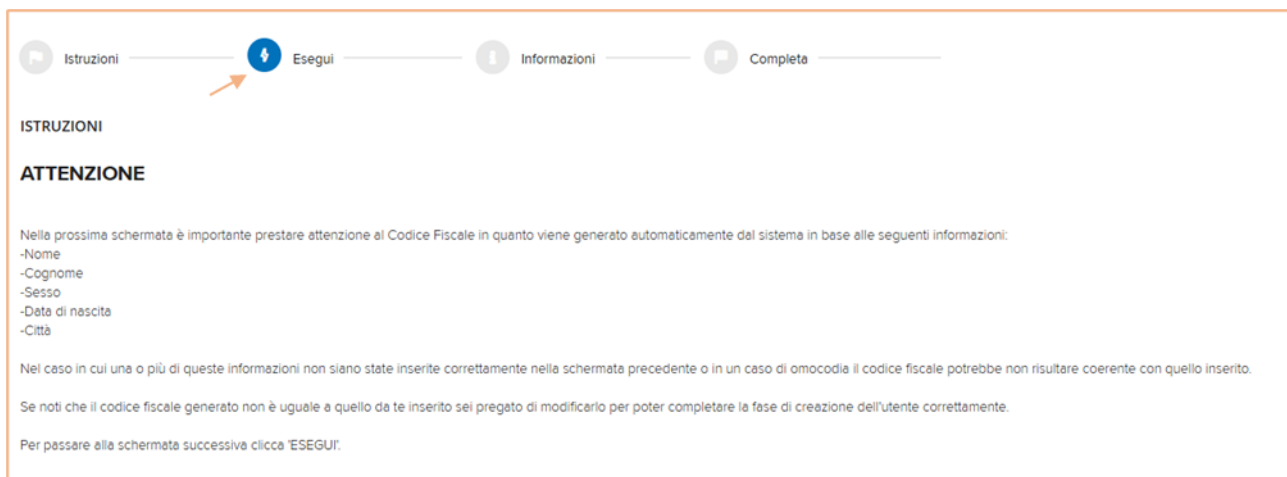 Istruzioni
Esegui
Informazioni
Completa
ISTRUZIONI
ATTENZIONE
Nella prossima schermata è importante prestare attenzione al Codice Fiscale in quanto viene generato automaticamente dal sistema in base alle seguenti informazioni:
-Nome
-Cognome
-Sesso
-Data di nascita
-Città
Nel caso in cui una o più di queste informazioni non siano state inserite correttamente nella schermata precedente o in un caso di omocodia il codice fiscale potrebbe non risultare coerente con quello inserito.
Se noti che il codice fiscale generato non è uguale a quello da te inserito sei pregato di modificarlo per poter completare la fase di creazione dell'utente correttamente.
Per passare alla schermata successiva clicca 'ESEGUI'.